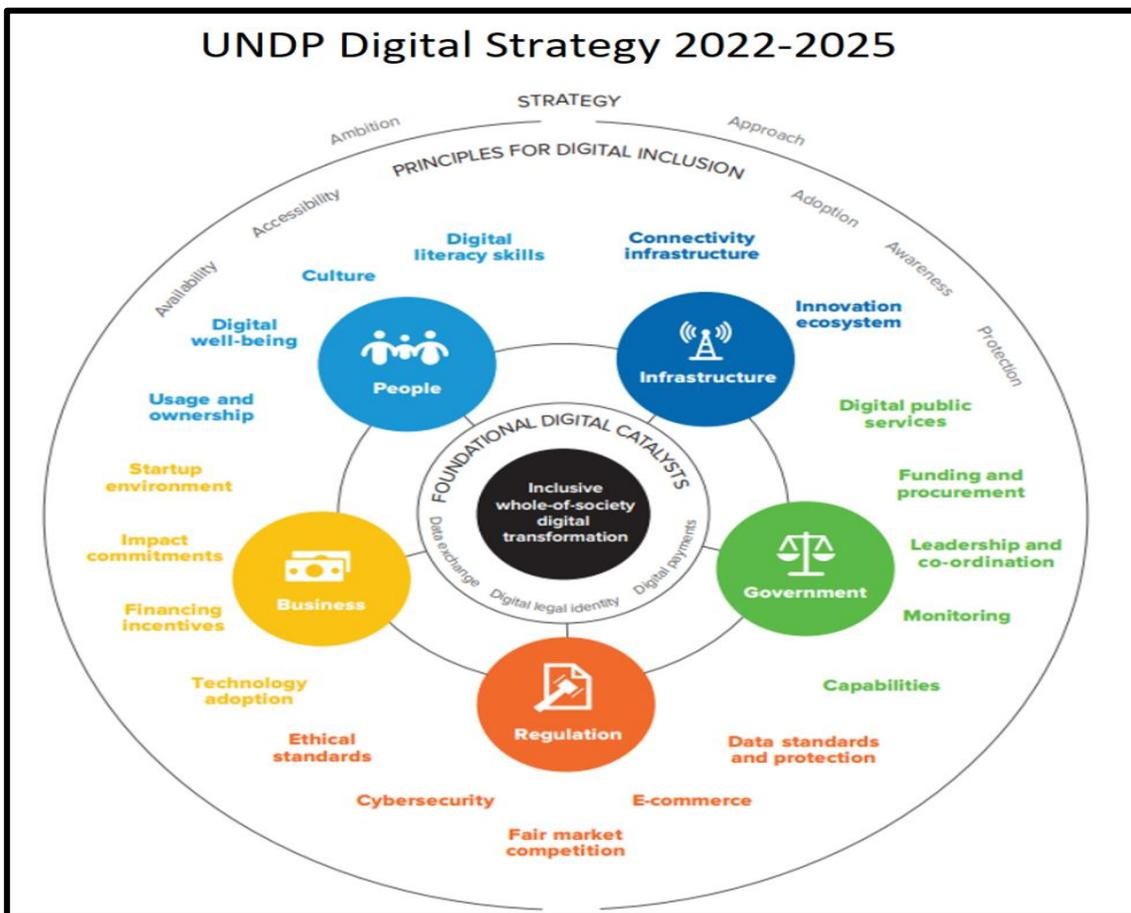 UNDP Digital Strategy 2022-2025
STRATEGY
Ambition
Approach
PRINCIPLES FOR DIGITAL INCLUSION
Availability
Accessibility
Adoption
Awareness
Protection
Digital
literacy skills
Culture
Digital
well-being
Usage and
ownership
People
Connectivity
infrastructure
Innovation
ecosystem
Infrastructure
Digital public
services
Funding and
procurement
Leadership and
co-ordination
Monitoring
Capabilities
Government
Data standards
and protection
E-commerce
Fair market
competition
Cybersecurity
Ethical
standards
Regulation
Startup
environment
Impact
commitments
Financing
incentives
Technology
adoption
Business
FOUNDATIONAL DIGITAL CATALYSTS
Data exchange
Digital legal identity
Digital payments
Inclusive
whole-of-society
digital
transformation